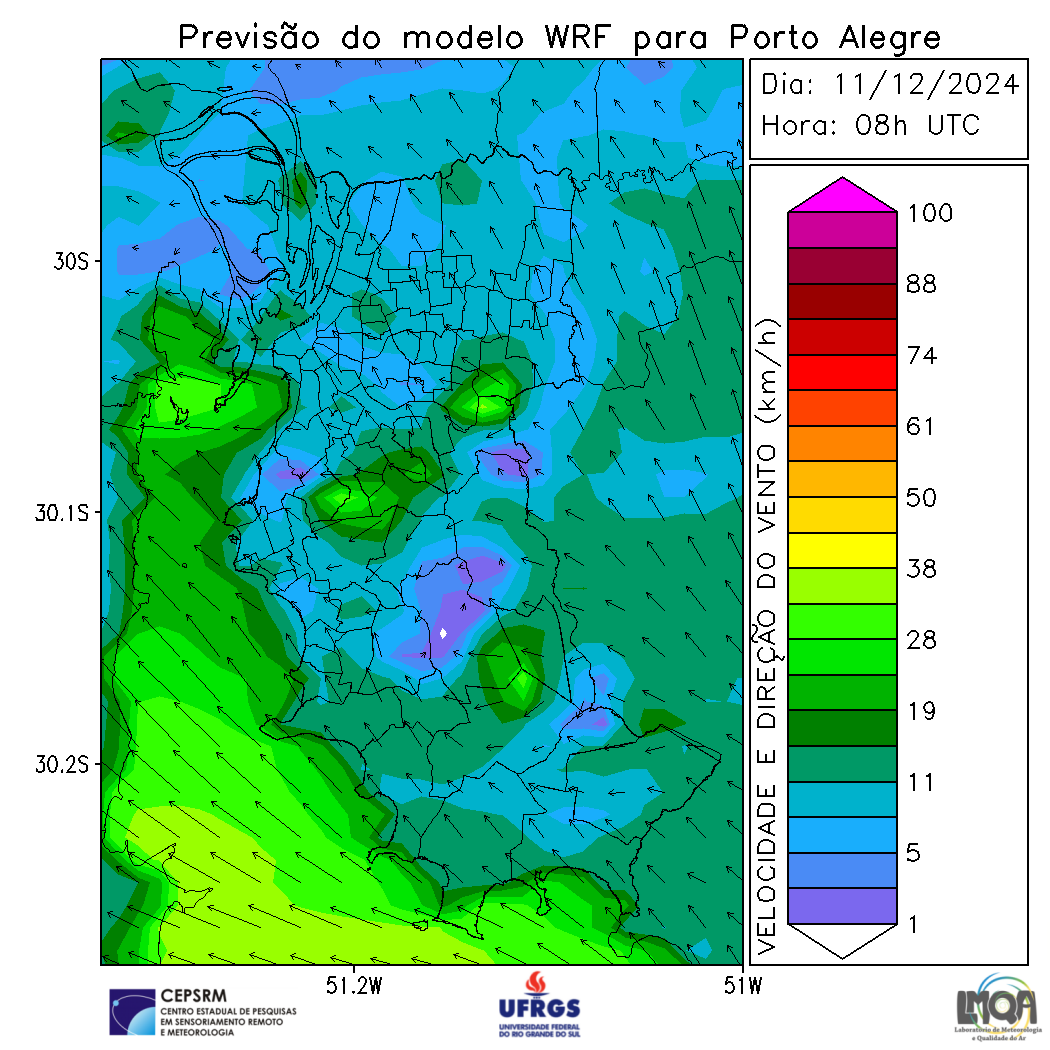 Previsão do modelo WRF para Porto Alegre
Dia: 11/12/2024
Hora: 08h UTC
30S
30.1S
30.2S
51.2W
51W
VELOCIDADE E DIREÇÃO DO VENTO (km/h)
100
88
74
61
50
38
28
19
11
5
1
CEPSRM
CENTRO ESTADUAL DE PESQUISAS
EM SENSORIAMENTO REMOTO
E METEOROLOGIA
UFRGS
UNIVERSIDADE FEDERAL
DO RIO GRANDE DO SUL
LMQA
Laboratório de Meteorologia
e Qualidade do Ar